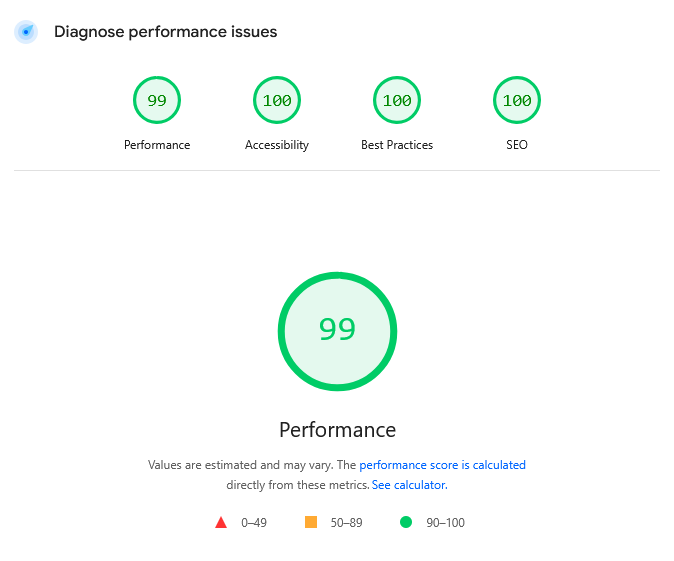 Diagnose performance issues
99 100 100 100
Performance Accessibility Best Practices SEO
99
Performance
Values are estimated and may vary. The performance score is calculated
directly from these metrics. See calculator.
0–49 50–89 90–100